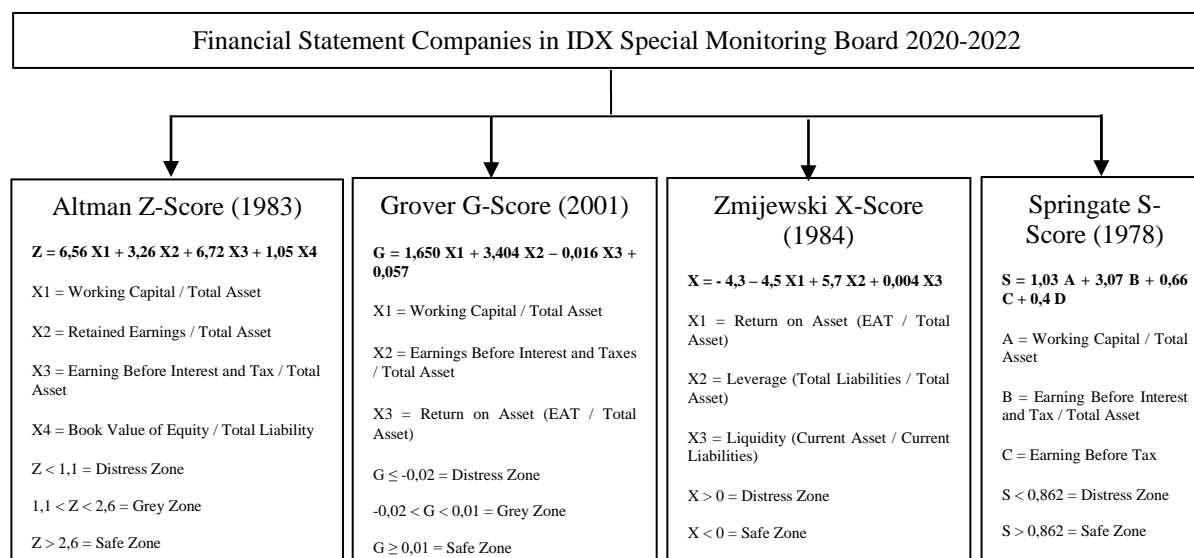 Financial Statement Companies in IDX Special Monitoring Board 2020-2022
Altman Z-Score (1983)
Z = 6,56 X1 + 3,26 X2 + 6,72 X3 + 1,05 X4
X1 = Working Capital / Total Asset
X2 = Retained Earnings / Total Asset
X3 = Earning Before Interest and Tax / Total
Asset
X4 = Book Value of Equity / Total Liability
Z < 1,1 = Distress Zone
1,1 < Z < 2,6 = Grey Zone
Z > 2,6 = Safe Zone
Grover G-Score (2001)
G = 1,650 X1 + 3,404 X2 – 0,016 X3 +
0,057
X1 = Working Capital / Total Asset
X2 = Earnings Before Interest and Taxes
/ Total Asset
X3 = Return on Asset (EAT / Total
Asset)
G ≤ -0,02 = Distress Zone
-0,02 < G < 0,01 = Grey Zone
G ≥ 0,01 = Safe Zone
Zmijewski X-Score
(1984)
X = - 4,3 – 4,5 X1 + 5,7 X2 + 0,004 X3
X1 = Return on Asset (EAT / Total
Asset)
X2 = Leverage (Total Liabilities / Total
Asset)
X3 = Liquidity (Current Asset / Current
Liabilities)
X > 0 = Distress Zone
X < 0 = Safe Zone
Springate S-
Score (1978)
S = 1,03 A + 3,07 B + 0,66
C + 0,4 D
A = Working Capital / Total
Asset
B = Earning Before Interest
and Tax / Total Asset
C = Earning Before Tax
S < 0,862 = Distress Zone
S > 0,862 = Safe Zone